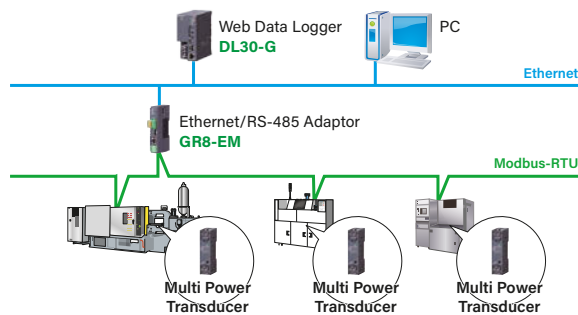 Web Data Logger
DL30-G
PC
Ethernet
Ethernet/RS-485 Adaptor
GR8-EM
Modbus-RTU
Multi Power
Transducer
Multi Power
Transducer
Multi Power
Transducer